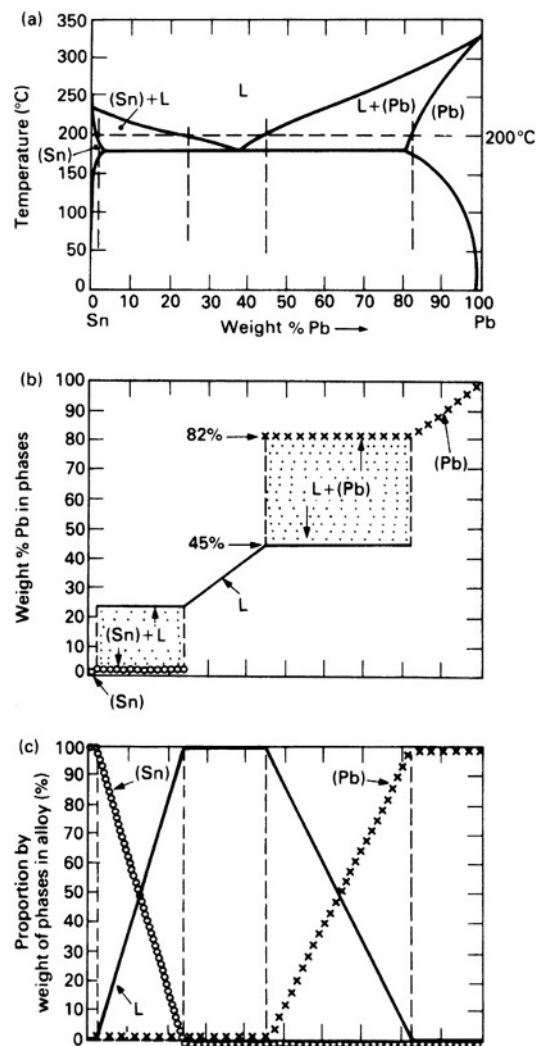 (a)
350
300
250
200
150
100
50
0
Temperature (°C)
(Sn) + L
L
L + (Pb)
(Pb)
(Sn)
200 °C
0 10 20 30 40 50 60 70 80 90 100
Sn Weight % Pb Pb
(b)
100
90
80
70
60
50
40
30
20
10
0
Weight % Pb in phases
82%
(Pb)
L + (Pb)
45%
L
(Sn) + L
(Sn)
(c)
100
90
80
70
60
50
40
30
20
10
0
Proportion by
weight of phases in alloy (%)
(Sn)
(Pb)
L